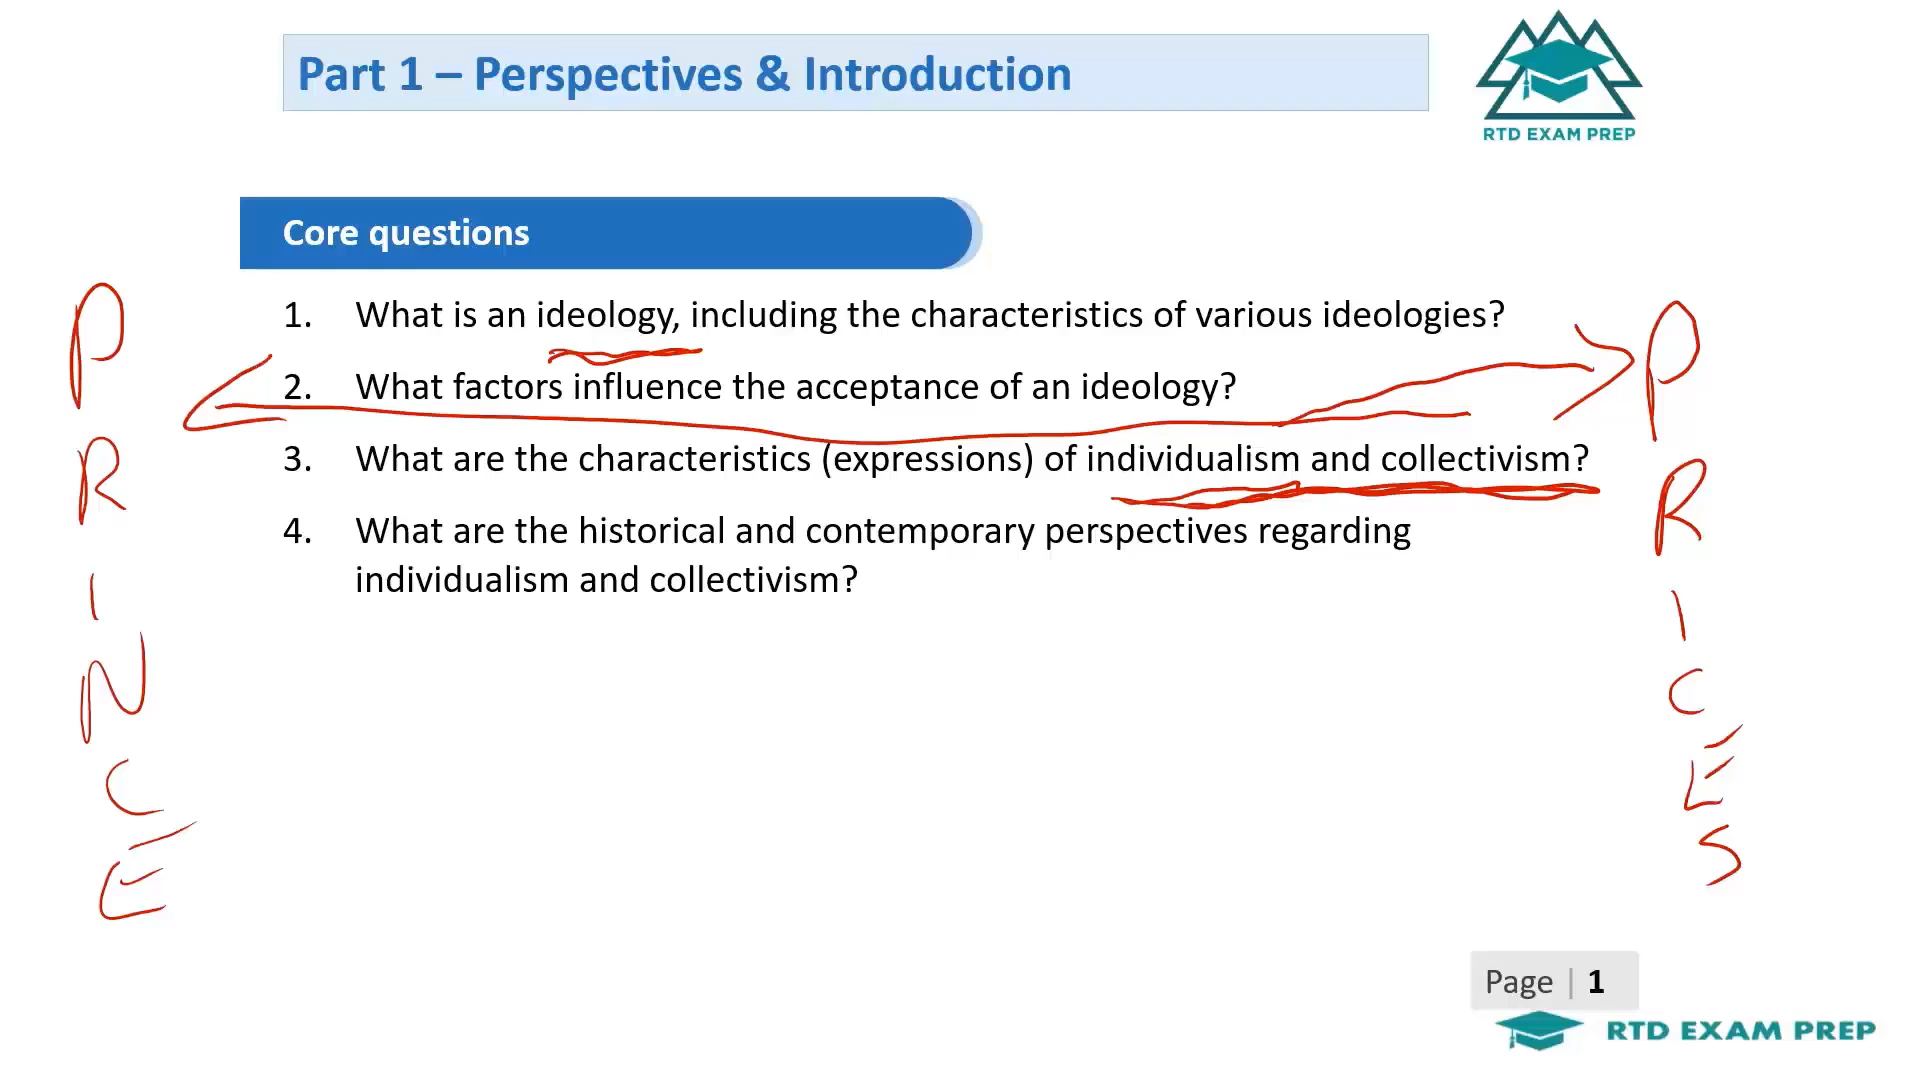 Part 1 – Perspectives & Introduction
RTD EXAM PREP
Core questions
1. What is an ideology, including the characteristics of various ideologies?
2. What factors influence the acceptance of an ideology?
3. What are the characteristics (expressions) of individualism and collectivism?
4. What are the historical and contemporary perspectives regarding
individualism and collectivism?
P
R
I
N
C
E
P
R
I
C
E
S
Page | 1
RTD EXAM PREP